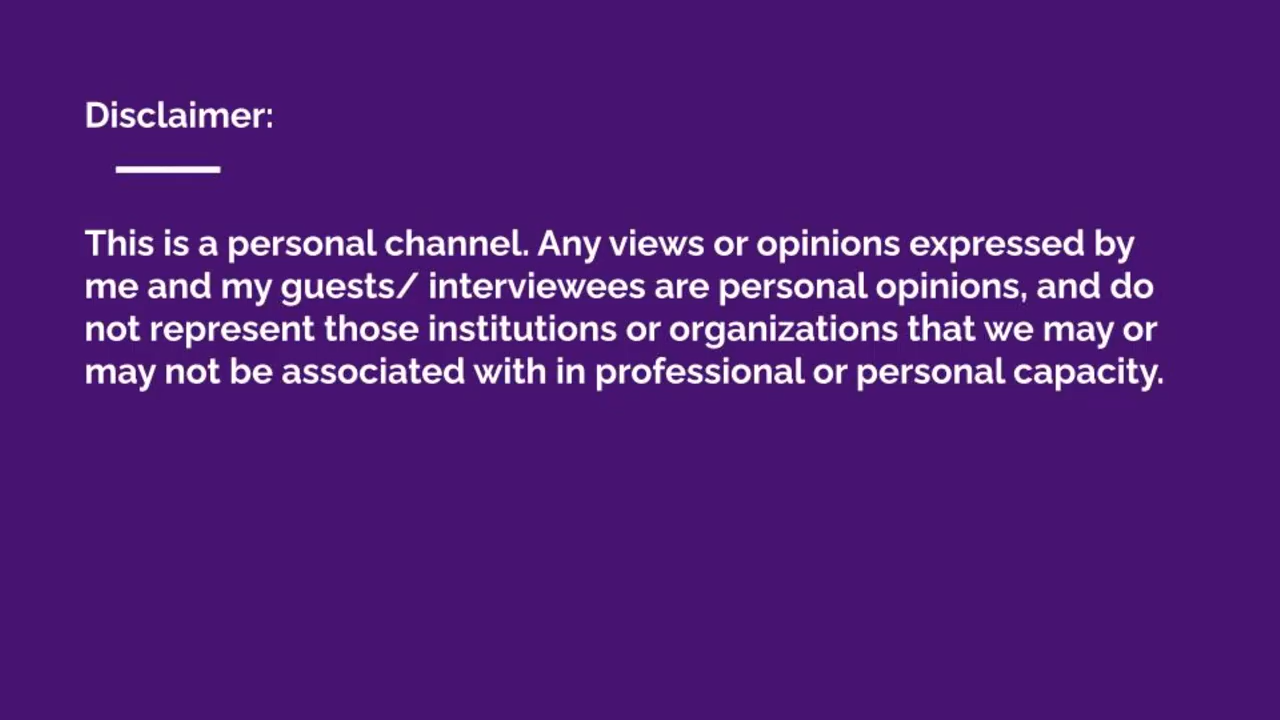 Disclaimer:
This is a personal channel. Any views or opinions expressed by
me and my guests/ interviewees are personal opinions, and do
not represent those institutions or organizations that we may or
may not be associated with in professional or personal capacity.